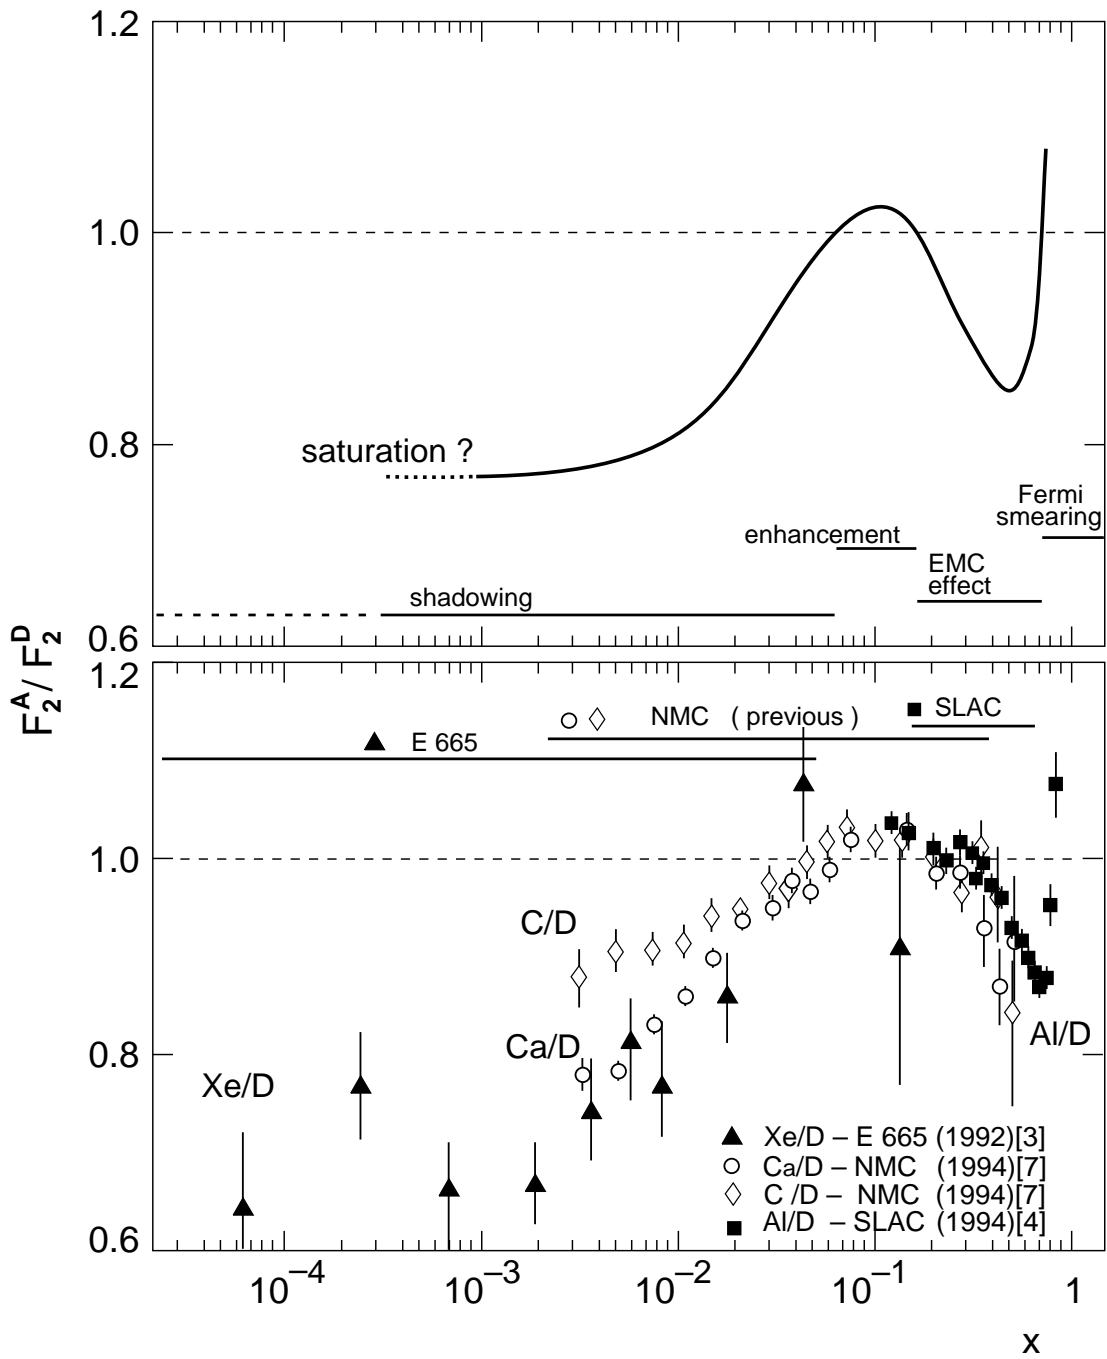 1.2
1.0
0.8
0.6
saturation ?
Fermi
smearing
enhancement
EMC
effect
shadowing
F₂ᴬ / F₂ᴰ
1.2
1.0
0.8
0.6
NMC ( previous )
SLAC
E 665
C/D
Ca/D
Xe/D
Al/D
Xe/D – E 665 (1992)[3]
Ca/D – NMC (1994)[7]
C /D – NMC (1994)[7]
Al/D – SLAC (1994)[4]
10⁻⁴ 10⁻³ 10⁻² 10⁻¹ 1
x